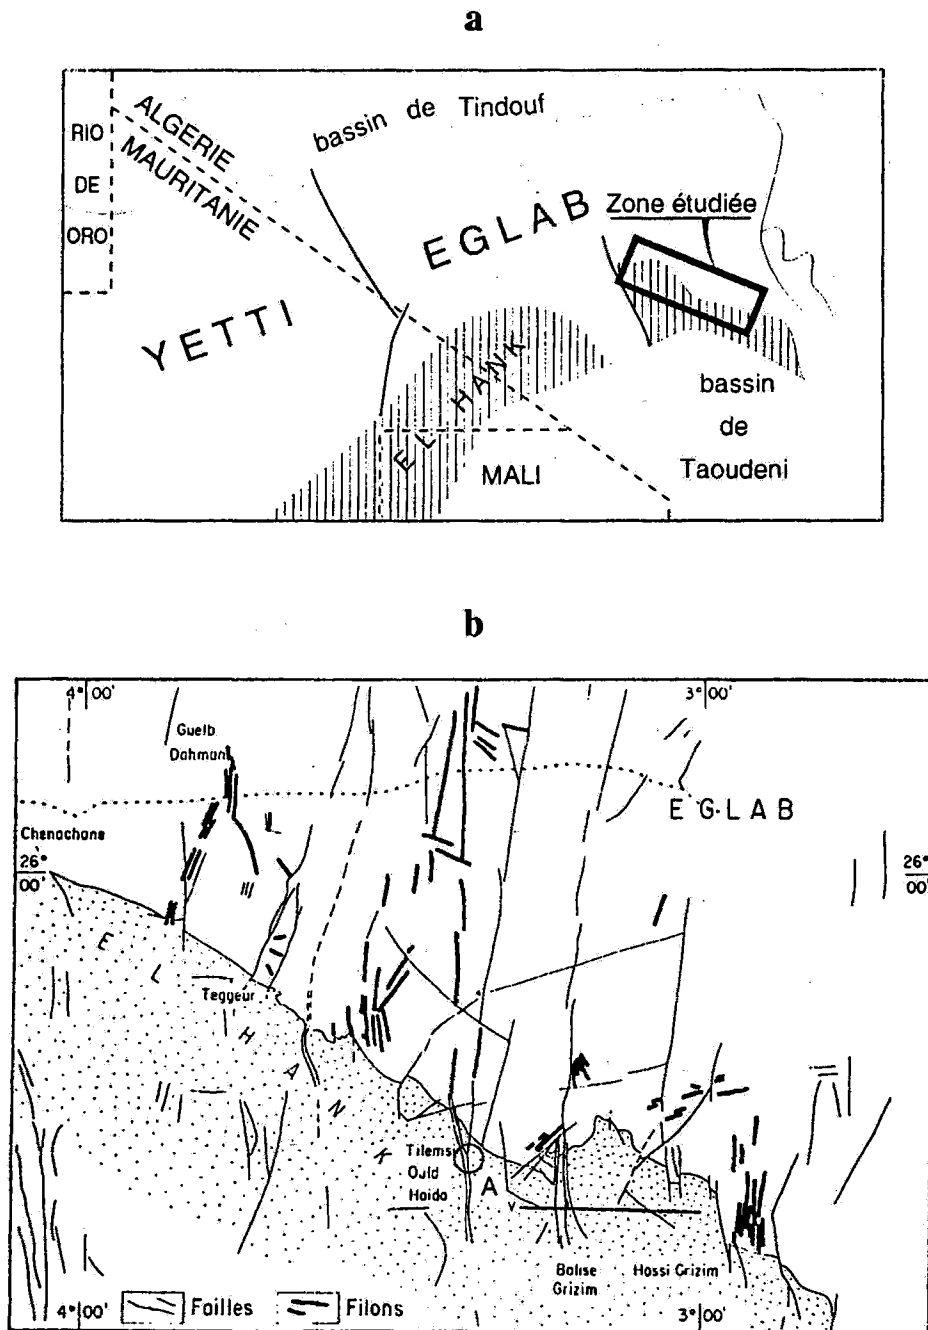 a
RIO
DE
ORO
ALGERIE
MAURITANIE
bassin de Tindouf
EGLAB
Zone étudiée
YETTI
EL HANK
MALI
bassin
de
Taoudeni
b
4° 00'
3° 00'
Guelb
Dahman
EGLAB
Chenachane
26°
00'
26°
00'
EL HANK
Teggeur
Tilems
Ould
Haida
A
Balise
Grizim
Hassi Grizim
4° 00'
Failles
Filons
3° 00'